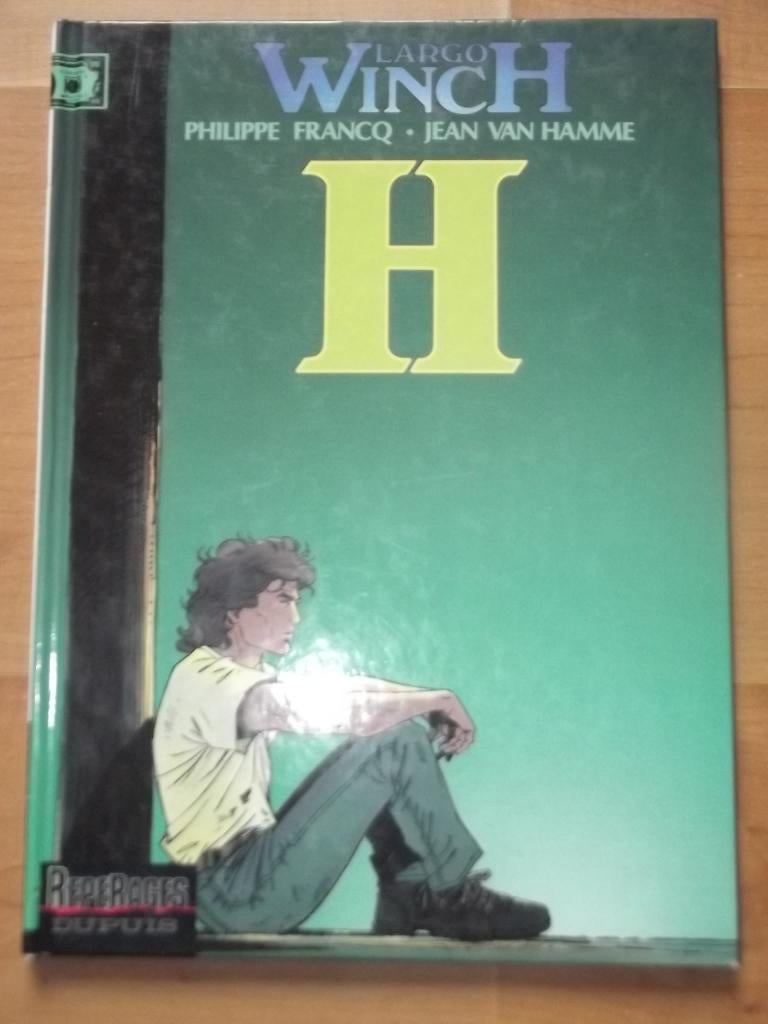 LARGO
WINCH
PHILIPPE FRANCQ • JEAN VAN HAMME
H
REPERAGES
DUPUIS